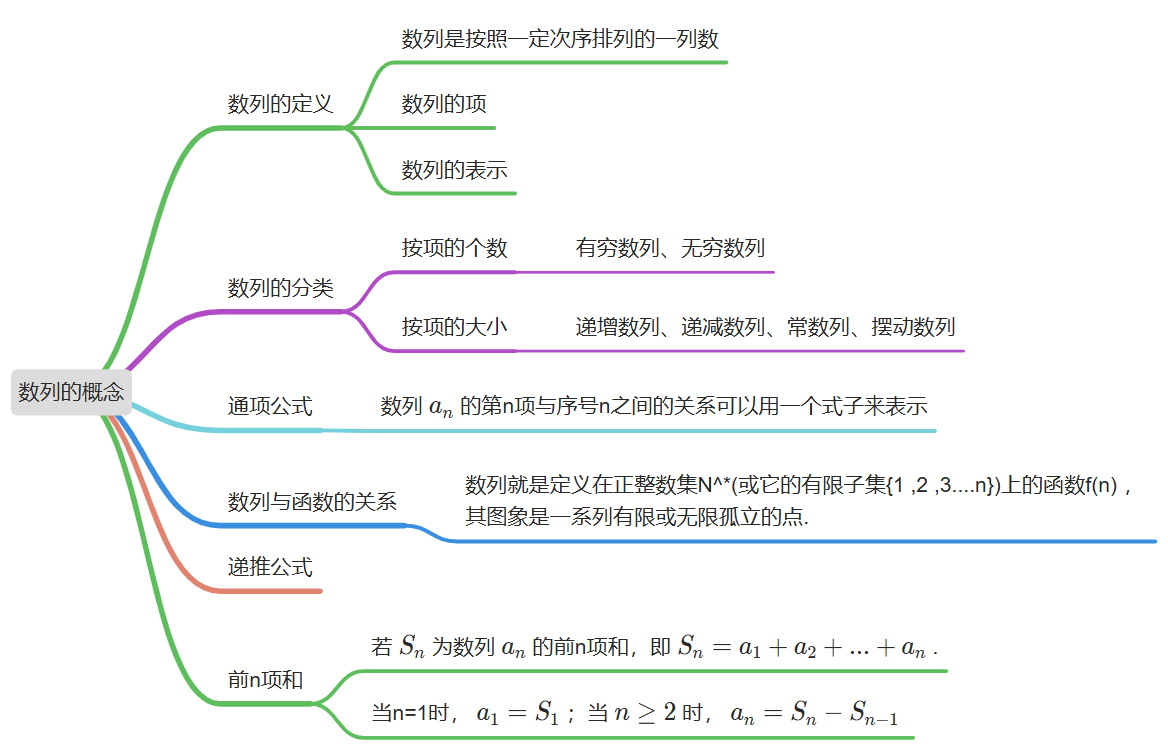 数列的概念
数列的定义
数列是按照一定次序排列的一列数
数列的项
数列的表示
数列的分类
按项的个数
有穷数列、无穷数列
按项的大小
递增数列、递减数列、常数列、摆动数列
通项公式
数列 aₙ 的第n项与序号n之间的关系可以用一个式子来表示
数列与函数的关系
数列就是定义在正整数集N^*(或它的有限子集{1 ,2 ,3....n})上的函数f(n) ，
其图象是一系列有限或无限孤立的点.
递推公式
前n项和
若 Sₙ 为数列 aₙ 的前n项和，即 Sₙ = a₁ + a₂ + ... + aₙ .
当n=1时， a₁ = S₁ ；当 n ≥ 2 时， aₙ = Sₙ − Sₙ₋₁